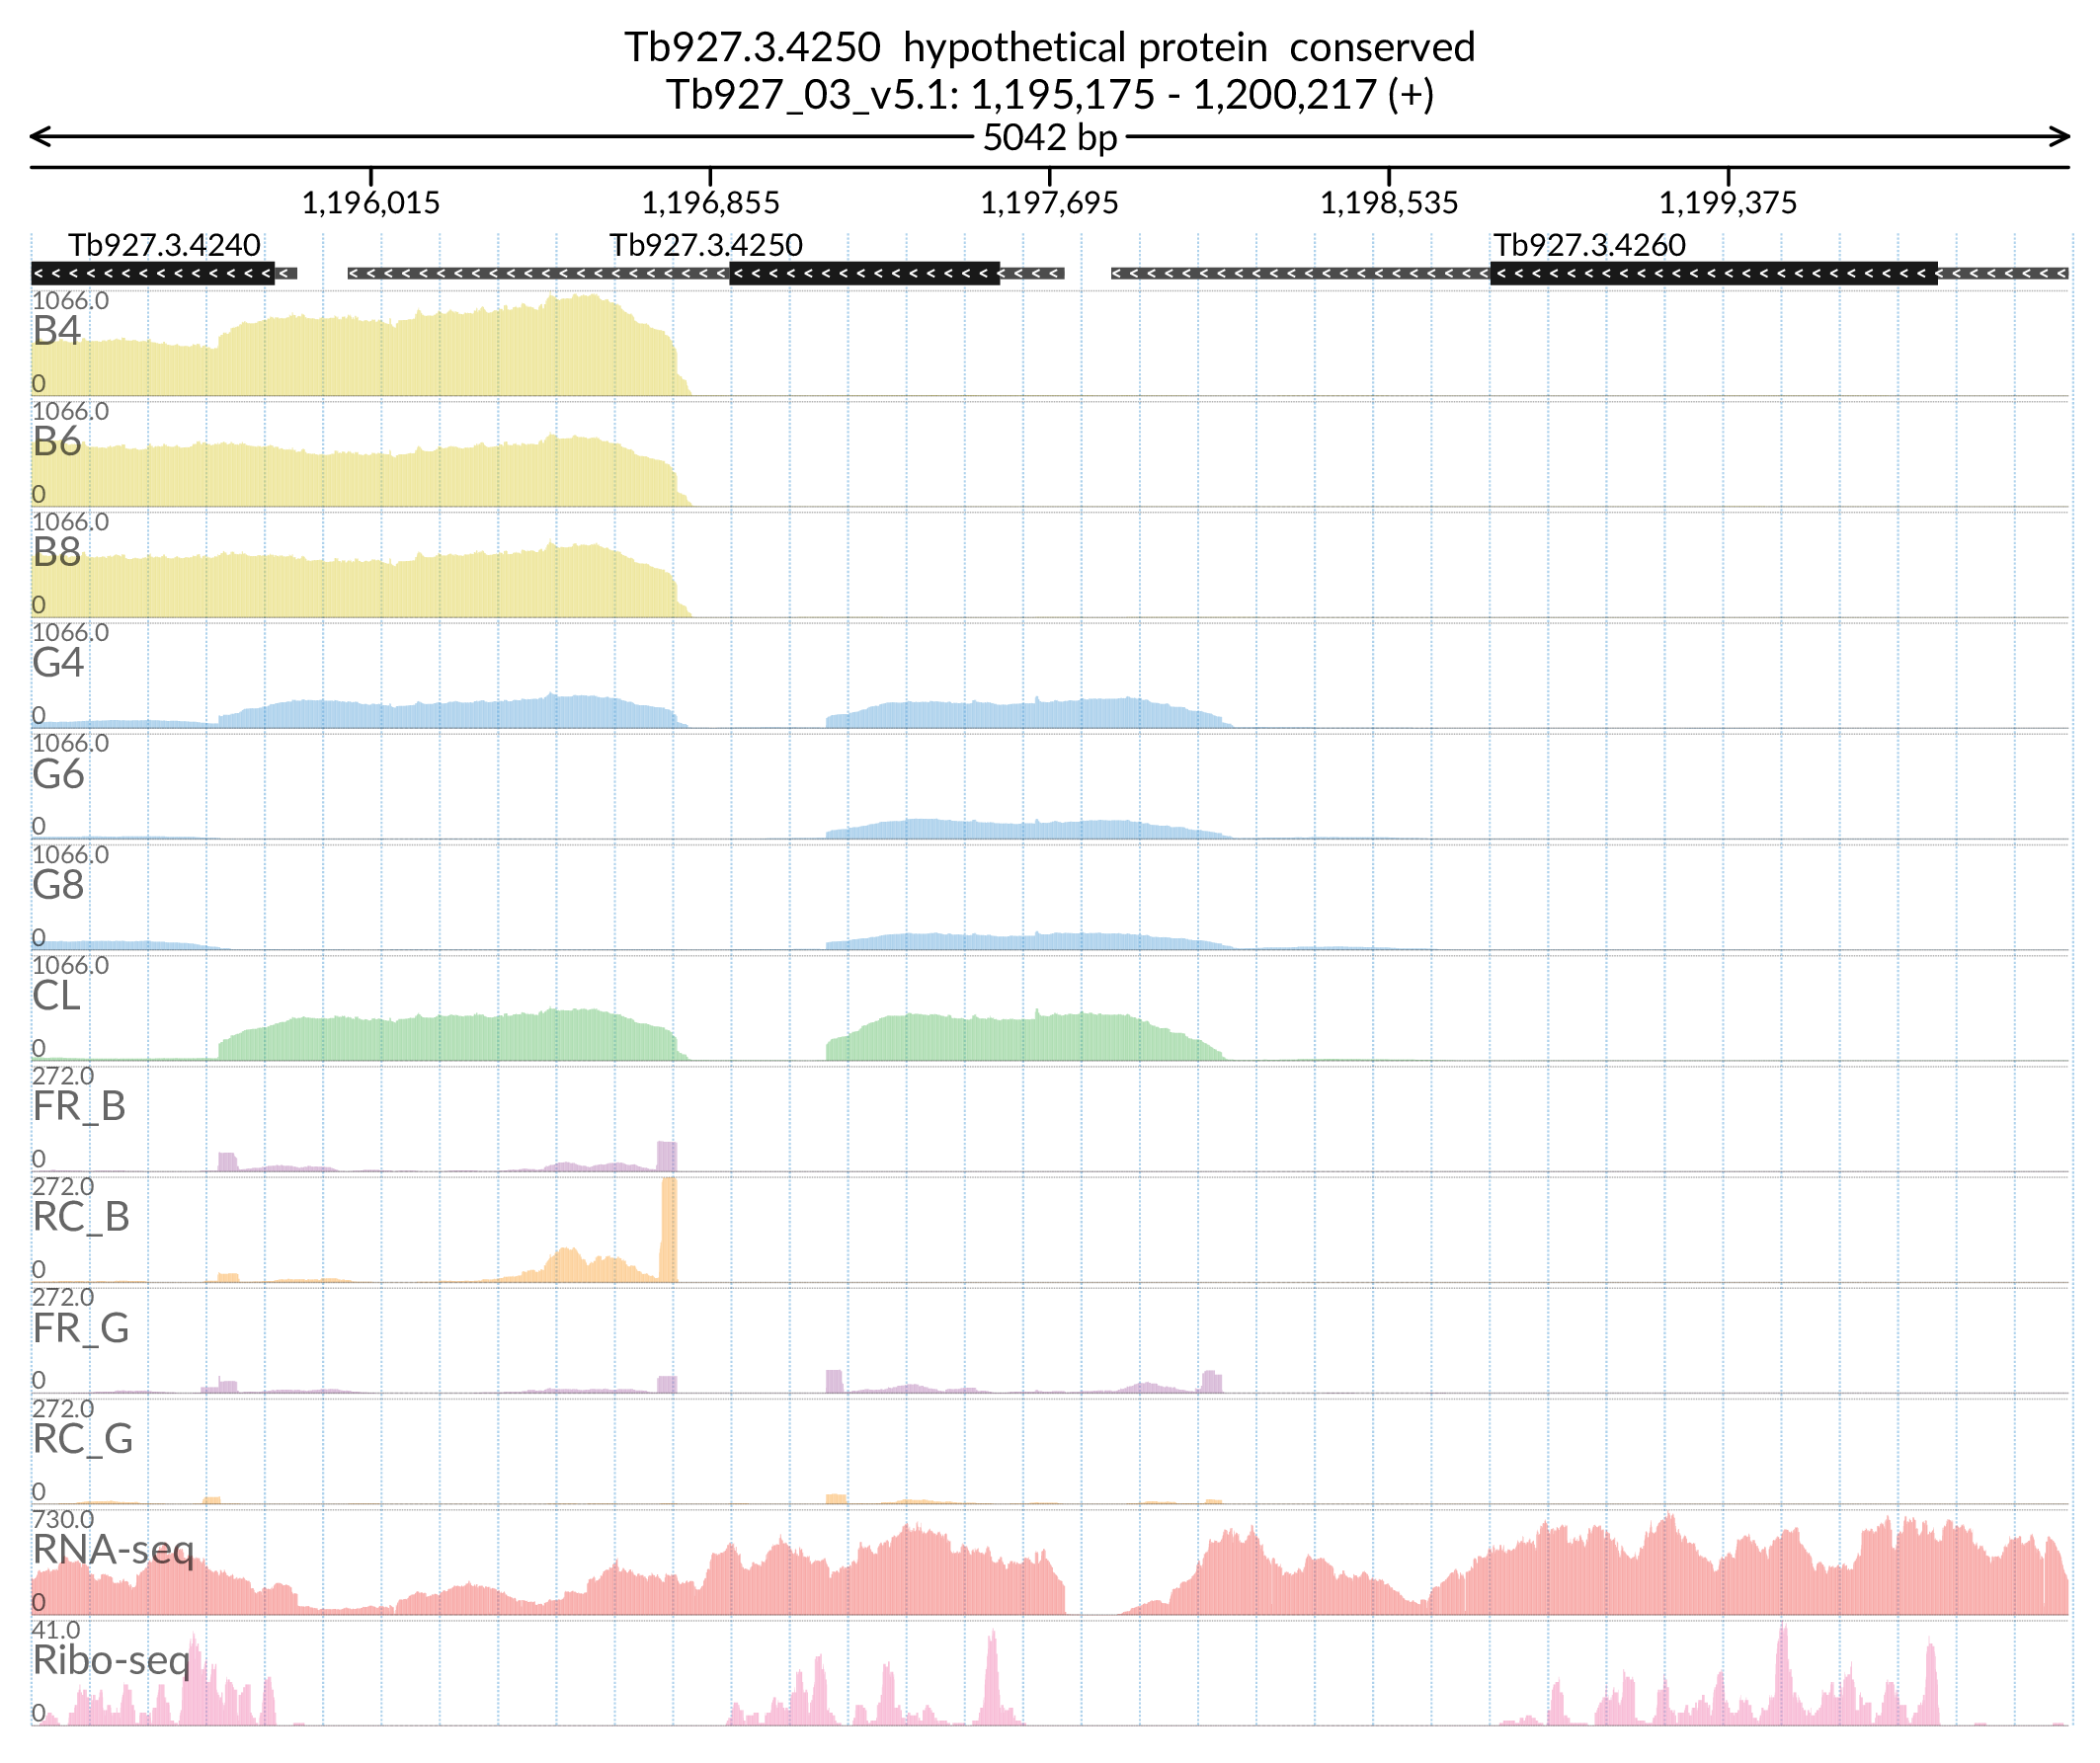 Tb927.3.4250 hypothetical protein conserved
Tb927_03_v5.1: 1,195,175 - 1,200,217 (+)
5042 bp
1,196,015 1,196,855 1,197,695 1,198,535 1,199,375
Tb927.3.4240 Tb927.3.4250 Tb927.3.4260
1066.0
B4
0
1066.0
B6
0
1066.0
B8
0
1066.0
G4
0
1066.0
G6
0
1066.0
G8
0
1066.0
CL
0
272.0
FR_B
0
272.0
RC_B
0
272.0
FR_G
0
272.0
RC_G
0
730.0
RNA-seq
0
41.0
Ribo-seq
0